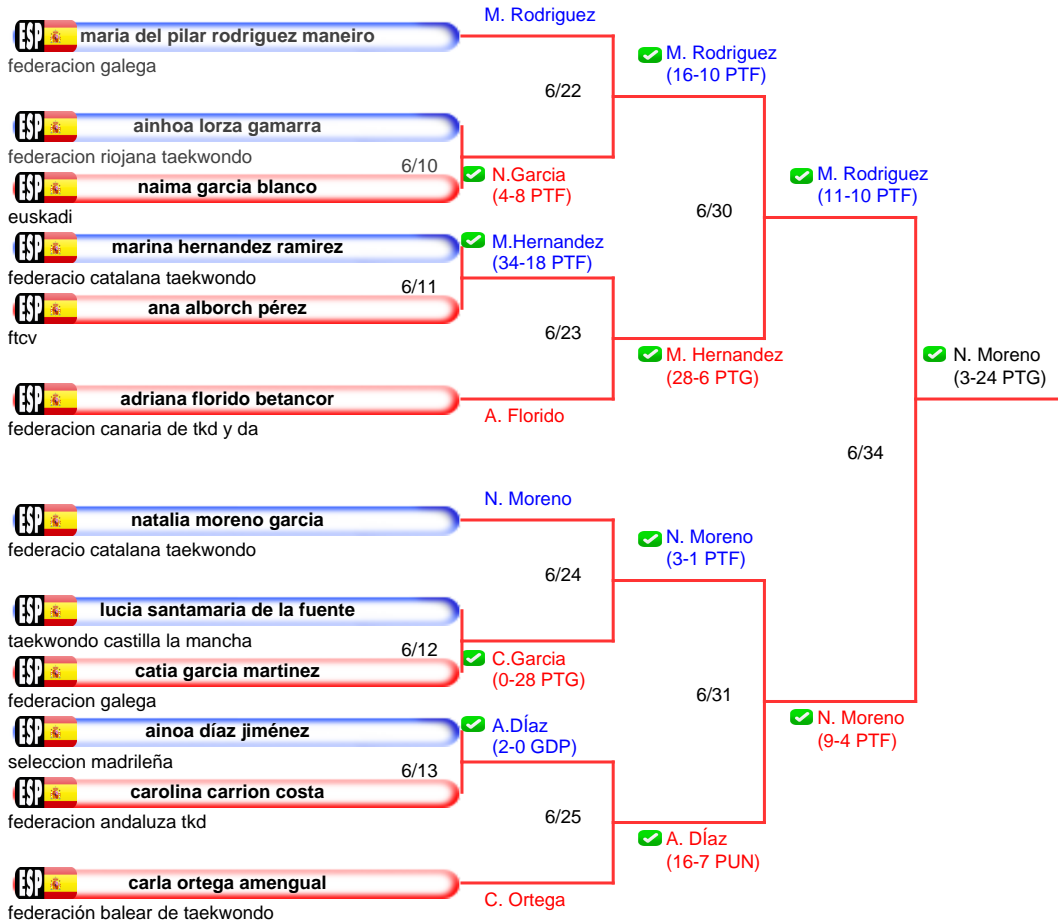 M. Rodriguez
ESP maria del pilar rodriguez maneiro
federacion galega
M. Rodriguez
(16-10 PTF)
6/22
ESP ainhoa lorza gamarra
federacion riojana taekwondo
6/10
N.Garcia
(4-8 PTF)
ESP naima garcia blanco
euskadi
M. Rodriguez
(11-10 PTF)
6/30
ESP marina hernandez ramirez
federacio catalana taekwondo
M.Hernandez
(34-18 PTF)
6/11
ESP ana alborch pérez
ftcv
6/23
M. Hernandez
(28-6 PTG)
ESP adriana florido betancor
federacion canaria de tkd y da
A. Florido
N. Moreno
(3-24 PTG)
6/34
N. Moreno
ESP natalia moreno garcia
federacio catalana taekwondo
N. Moreno
(3-1 PTF)
6/24
ESP lucia santamaria de la fuente
taekwondo castilla la mancha
6/12
C.Garcia
(0-28 PTG)
ESP catia garcia martinez
federacion galega
6/31
N. Moreno
(9-4 PTF)
ESP ainoa díaz jiménez
seleccion madrileña
A.DÍaz
(2-0 GDP)
6/13
ESP carolina carrion costa
federacion andaluza tkd
6/25
A. DÍaz
(16-7 PUN)
ESP carla ortega amengual
federación balear de taekwondo
C. Ortega